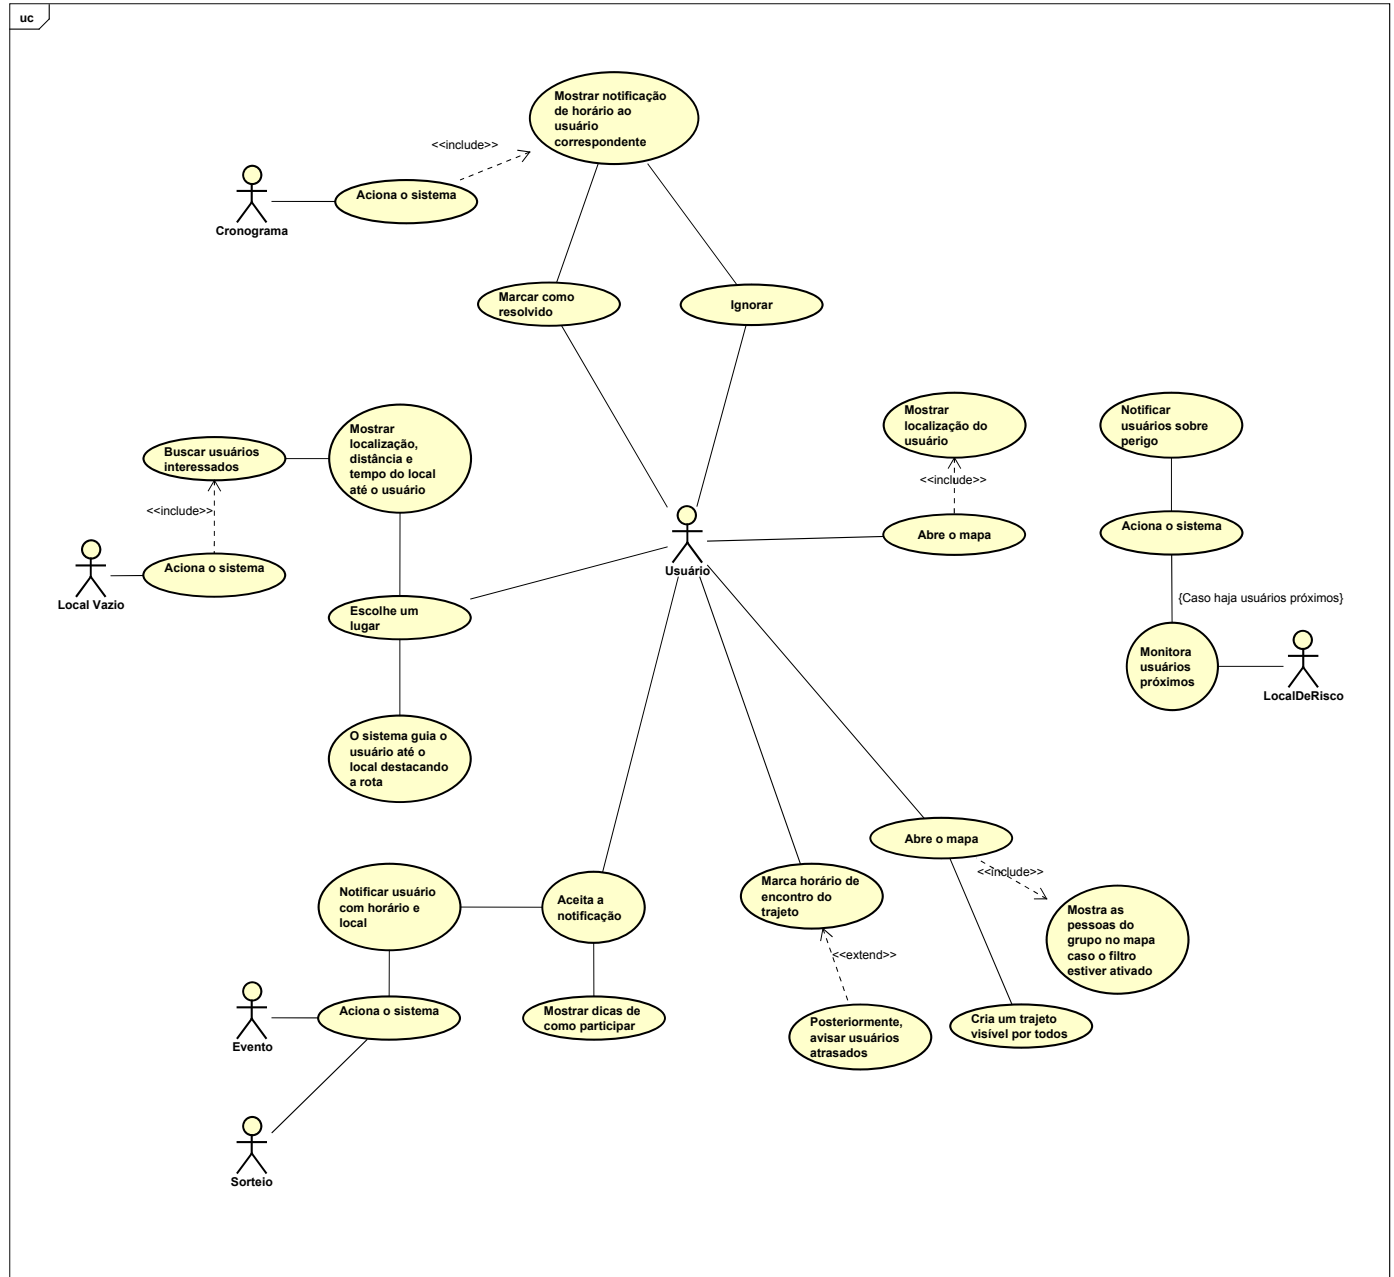 uc
Mostrar notificação
de horário ao
usuário
correspondente
<<include>>
Aciona o sistema
Cronograma
Marcar como
resolvido
Ignorar
Mostrar
localização,
distância e
tempo do local
até o usuário
Buscar usuários
interessados
<<include>>
Aciona o sistema
Local Vazio
Escolhe um
lugar
O sistema guia o
usuário até o
local destacando
a rota
Usuário
Mostrar
localização do
usuário
<<include>>
Abre o mapa
Notificar
usuários sobre
perigo
Aciona o sistema
{Caso haja usuários próximos}
Monitora
usuários
próximos
LocalDeRisco
Abre o mapa
<<include>>
Mostra as
pessoas do
grupo no mapa
caso o filtro
estiver ativado
Cria um trajeto
visível por todos
Marca horário de
encontro do
trajeto
<<extend>>
Posteriormente,
avisar usuários
atrasados
Notificar usuário
com horário e
local
Aceita a
notificação
Aciona o sistema
Mostrar dicas de
como participar
Evento
Sorteio